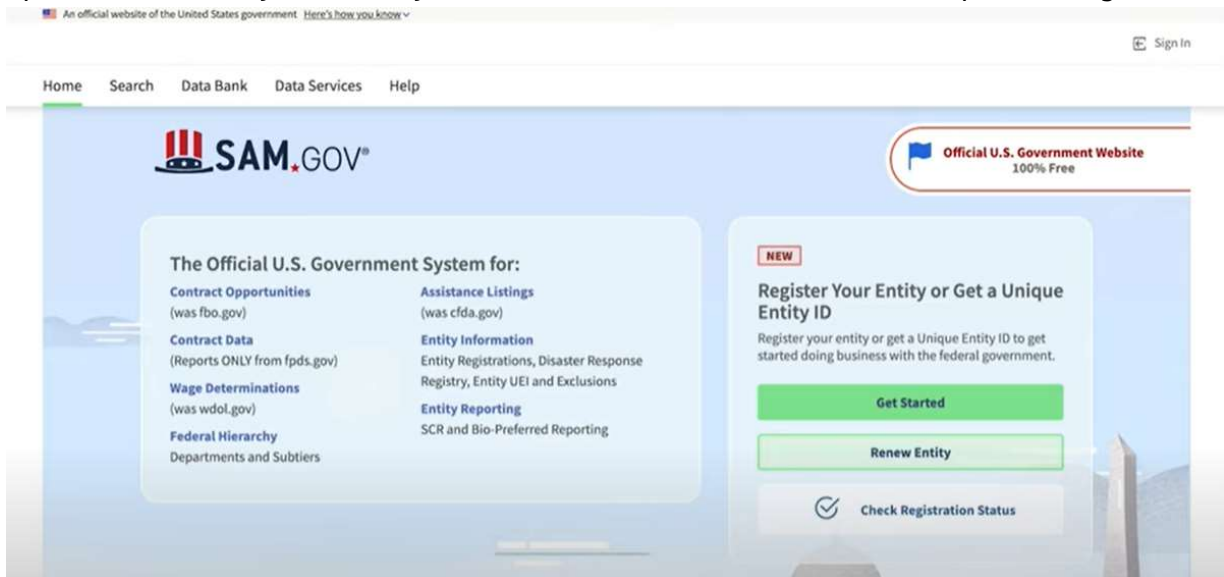 An official website of the United States government Here's how you know
Sign In
Home Search Data Bank Data Services Help
SAM.GOV®
Official U.S. Government Website
100% Free
The Official U.S. Government System for:
Contract Opportunities
(was fbo.gov)
Contract Data
(Reports ONLY from fpds.gov)
Wage Determinations
(was wdol.gov)
Federal Hierarchy
Departments and Subtiers
Assistance Listings
(was cfda.gov)
Entity Information
Entity Registrations, Disaster Response
Registry, Entity UEI and Exclusions
Entity Reporting
SCR and Bio-Preferred Reporting
NEW
Register Your Entity or Get a Unique
Entity ID
Register your entity or get a Unique Entity ID to get
started doing business with the federal government.
Get Started
Renew Entity
Check Registration Status